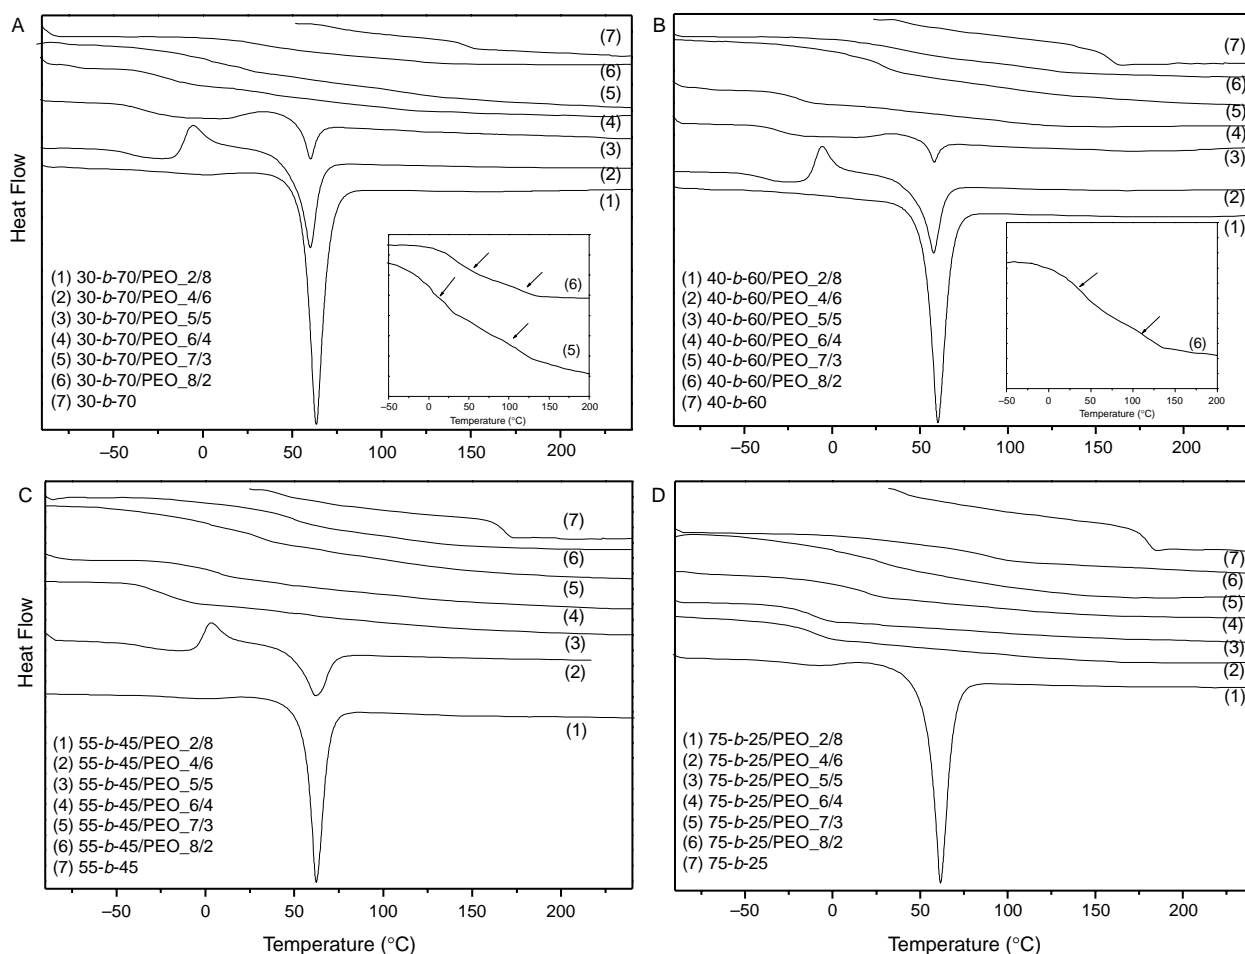 A
Heat Flow
(7)
(6)
(5)
(4)
(3)
(2)
(1)
(1) 30-b-70/PEO_2/8
(2) 30-b-70/PEO_4/6
(3) 30-b-70/PEO_5/5
(4) 30-b-70/PEO_6/4
(5) 30-b-70/PEO_7/3
(6) 30-b-70/PEO_8/2
(7) 30-b-70
(6)
(5)
–50 0 50 100 150 200
Temperature (°C)
–50 0 50 100 150 200
B
(7)
(6)
(5)
(4)
(3)
(2)
(1)
(1) 40-b-60/PEO_2/8
(2) 40-b-60/PEO_4/6
(3) 40-b-60/PEO_5/5
(4) 40-b-60/PEO_6/4
(5) 40-b-60/PEO_7/3
(6) 40-b-60/PEO_8/2
(7) 40-b-60
(6)
–50 0 50 100 150 200
Temperature (°C)
–50 0 50 100 150 200
C
Heat Flow
(7)
(6)
(5)
(4)
(3)
(2)
(1)
(1) 55-b-45/PEO_2/8
(2) 55-b-45/PEO_4/6
(3) 55-b-45/PEO_5/5
(4) 55-b-45/PEO_6/4
(5) 55-b-45/PEO_7/3
(6) 55-b-45/PEO_8/2
(7) 55-b-45
–50 0 50 100 150 200
Temperature (°C)
D
(7)
(6)
(5)
(4)
(3)
(2)
(1)
(1) 75-b-25/PEO_2/8
(2) 75-b-25/PEO_4/6
(3) 75-b-25/PEO_5/5
(4) 75-b-25/PEO_6/4
(5) 75-b-25/PEO_7/3
(6) 75-b-25/PEO_8/2
(7) 75-b-25
–50 0 50 100 150 200
Temperature (°C)